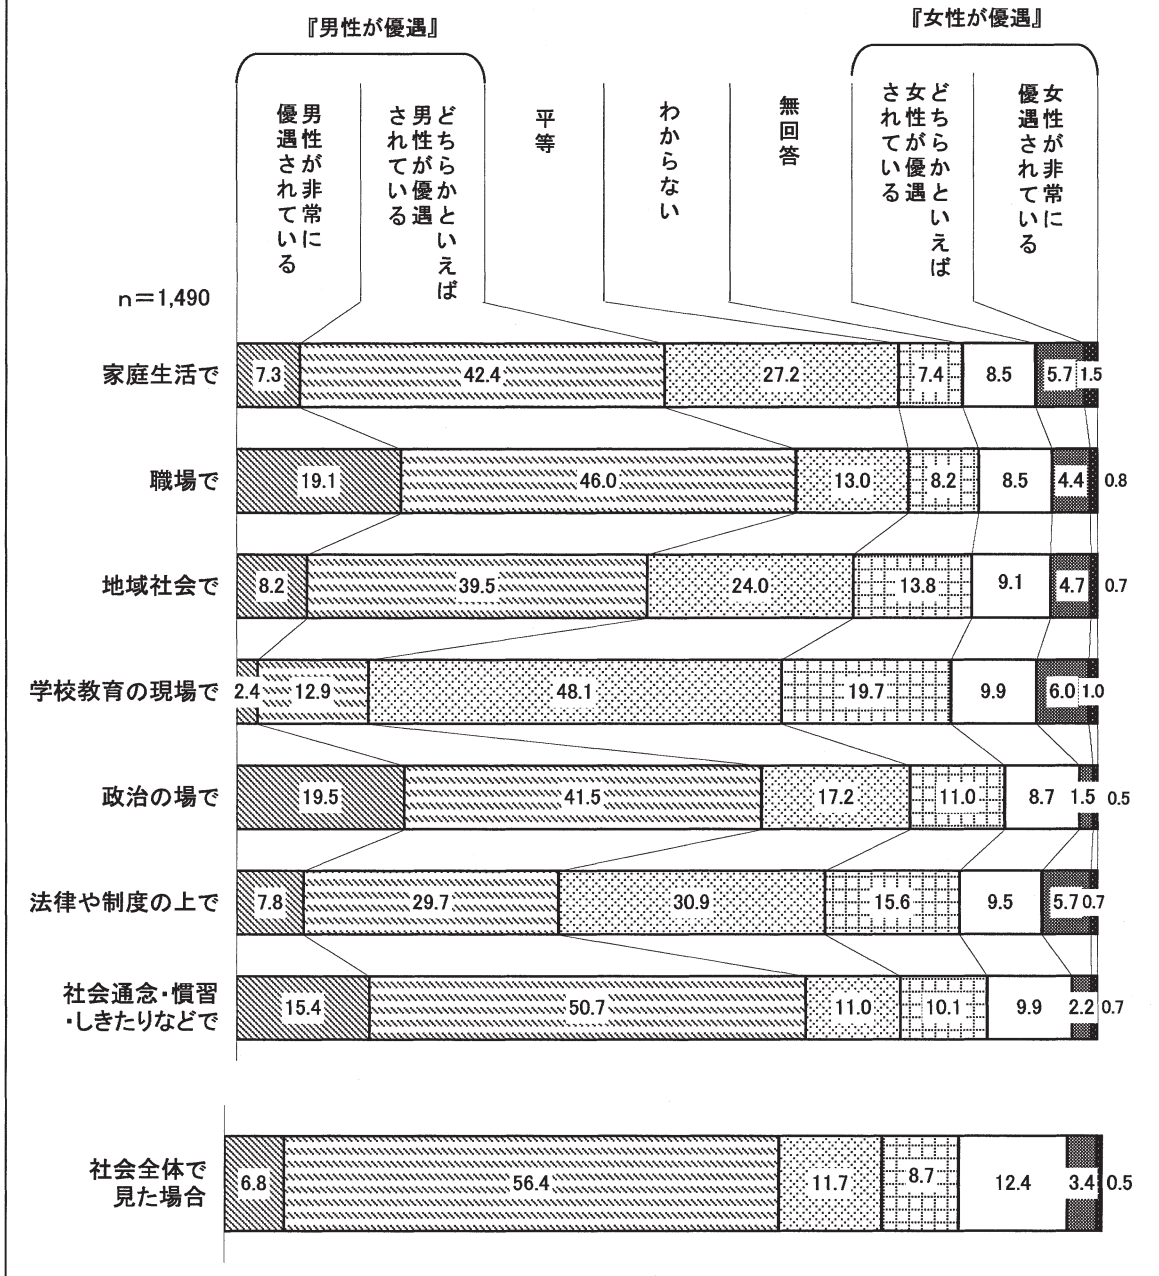 『男性が優遇』
『女性が優遇』
男性が非常に
優遇されている
どちらかといえば
男性が優遇
されている
平等
わからない
無回答
どちらかといえば
女性が優遇
されている
女性が非常に
優遇されている
n＝1,490
家庭生活で 7.3 42.4 27.2 7.4 8.5 5.7 1.5
職場で 19.1 46.0 13.0 8.2 8.5 4.4 0.8
地域社会で 8.2 39.5 24.0 13.8 9.1 4.7 0.7
学校教育の現場で 2.4 12.9 48.1 19.7 9.9 6.0 1.0
政治の場で 19.5 41.5 17.2 11.0 8.7 1.5 0.5
法律や制度の上で 7.8 29.7 30.9 15.6 9.5 5.7 0.7
社会通念・慣習
・しきたりなどで 15.4 50.7 11.0 10.1 9.9 2.2 0.7
社会全体で
見た場合 6.8 56.4 11.7 8.7 12.4 3.4 0.5